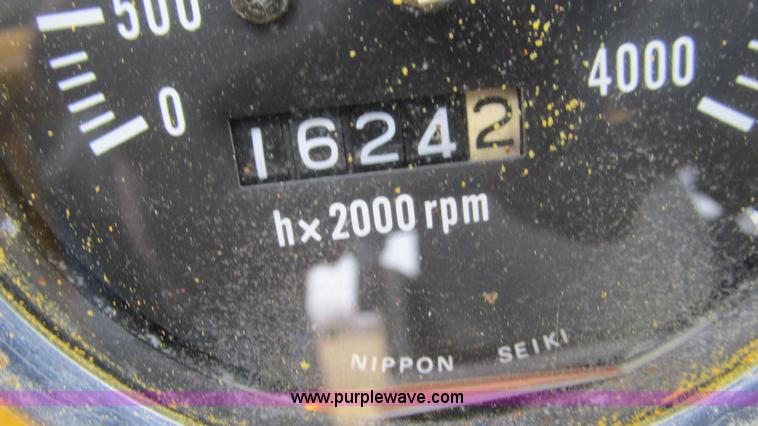 500
0
4000
16242
h x 2000 rpm
NIPPON SEIKI
www.purplewave.com